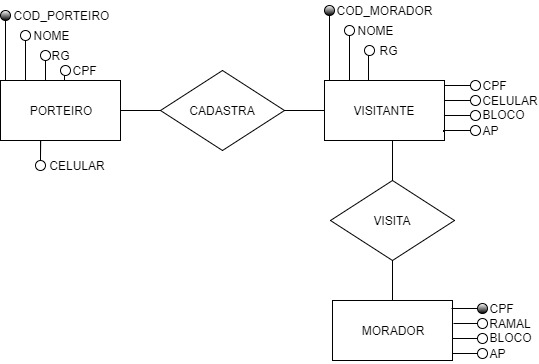 COD_PORTEIRO
NOME
RG
CPF
PORTEIRO
CELULAR
CADASTRA
COD_MORADOR
NOME
RG
VISITANTE
CPF
CELULAR
BLOCO
AP
VISITA
MORADOR
CPF
RAMAL
BLOCO
AP